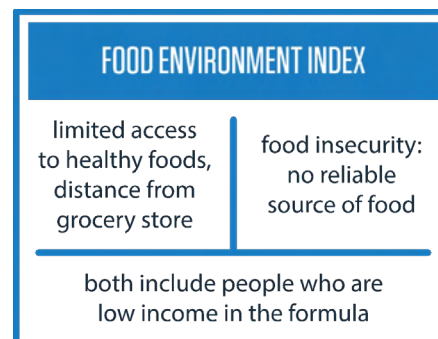 FOOD ENVIRONMENT INDEX
limited access
to healthy foods,
distance from
grocery store
food insecurity:
no reliable
source of food
both include people who are
low income in the formula